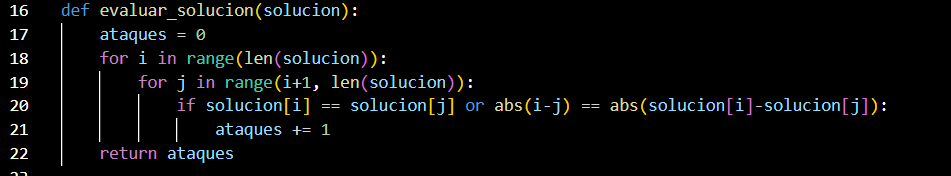 16 def evaluar_solucion(solucion):
17     ataques = 0
18     for i in range(len(solucion)):
19         for j in range(i+1, len(solucion)):
20             if solucion[i] == solucion[j] or abs(i-j) == abs(solucion[i]-solucion[j]):
21                 ataques += 1
22     return ataques